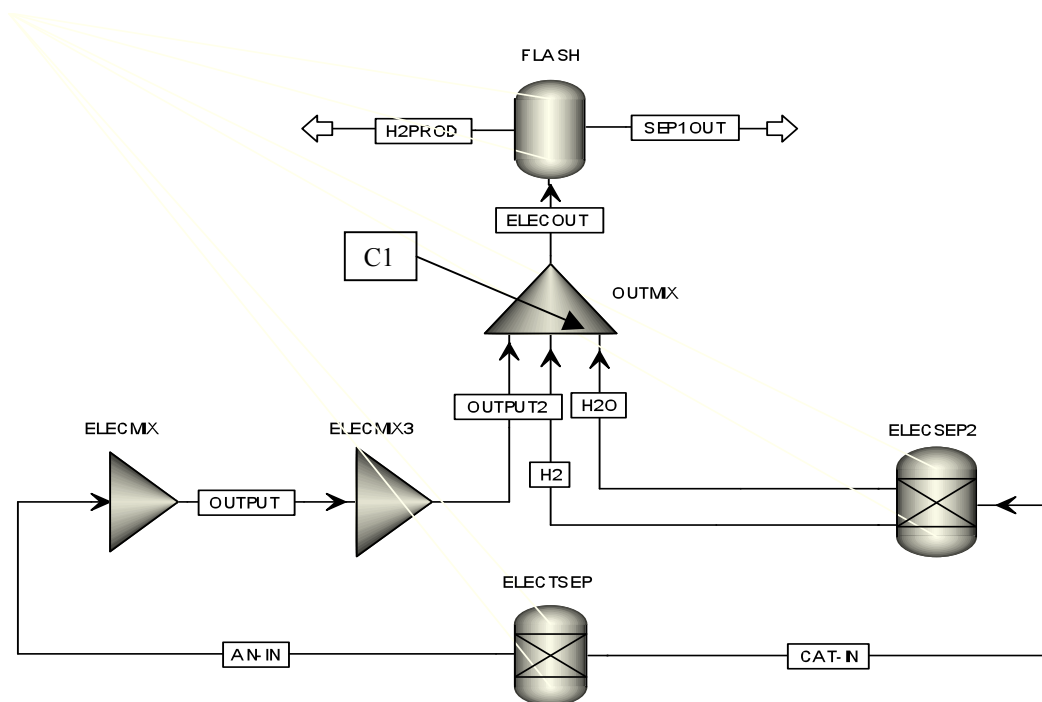 FLASH
H2PROD
SEP1OUT
ELECOUT
C1
OUTMIX
OUTPUT2
H2O
ELECMIX
ELECMIX3
ELECSEP2
H2
OUTPUT
ELECTSEP
AN-IN
CAT-IN